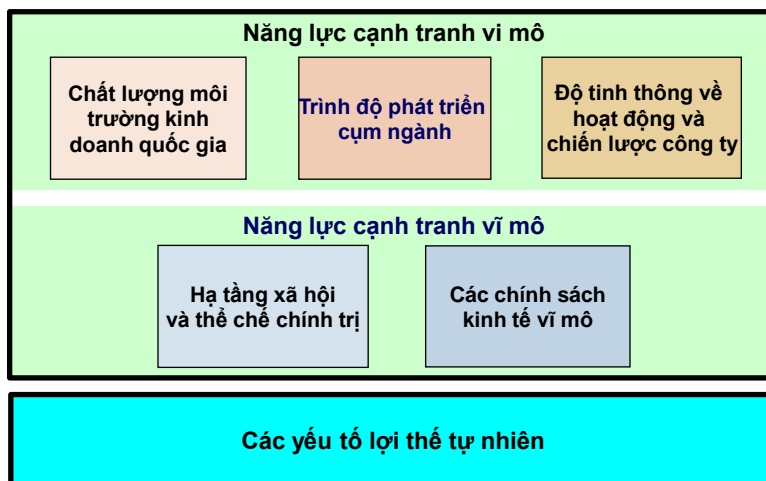 Năng lực cạnh tranh vi mô
Chất lượng môi
trường kinh
doanh quốc gia
Trình độ phát triển
cụm ngành
Độ tinh thông về
hoạt động và
chiến lược công ty
Năng lực cạnh tranh vĩ mô
Hạ tầng xã hội
và thể chế chính trị
Các chính sách
kinh tế vĩ mô
Các yếu tố lợi thế tự nhiên